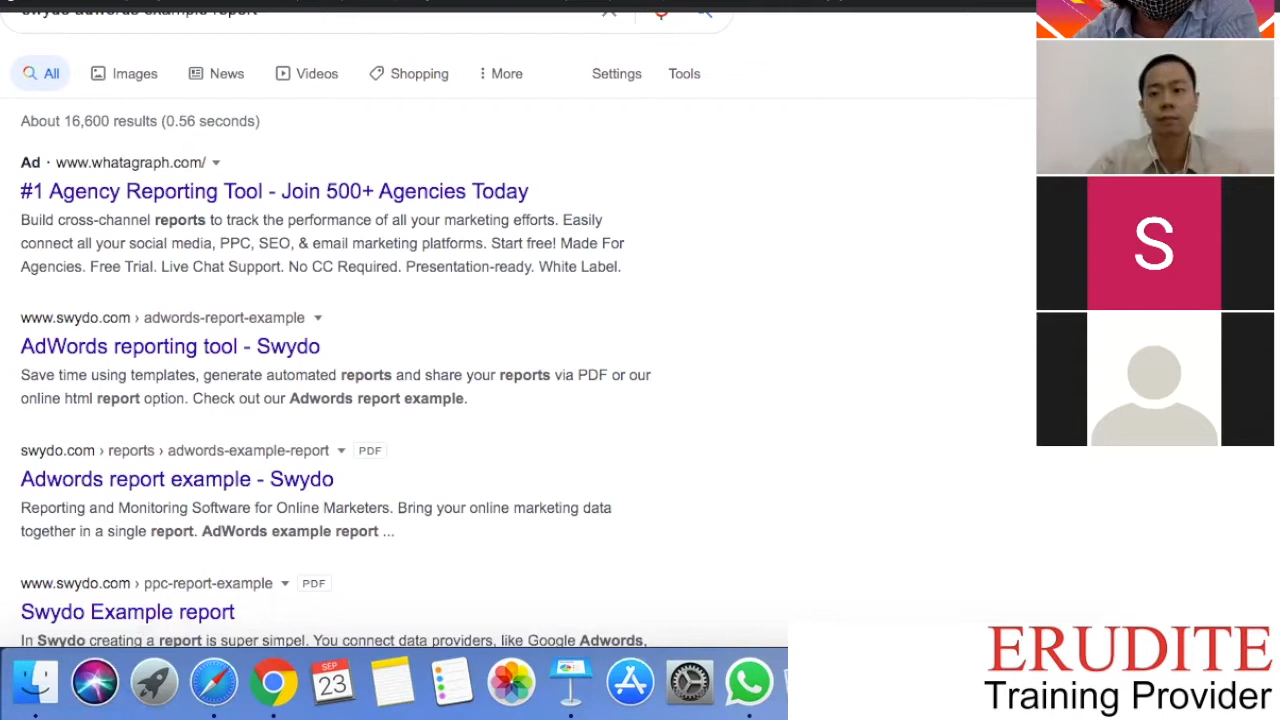 swydo adwords example report
All
Images
News
Videos
Shopping
More
Settings
Tools
About 16,600 results (0.56 seconds)
Ad · www.whatagraph.com/
#1 Agency Reporting Tool - Join 500+ Agencies Today
Build cross-channel reports to track the performance of all your marketing efforts. Easily
connect all your social media, PPC, SEO, & email marketing platforms. Start free! Made For
Agencies. Free Trial. Live Chat Support. No CC Required. Presentation-ready. White Label.
www.swydo.com › adwords-report-example
AdWords reporting tool - Swydo
Save time using templates, generate automated reports and share your reports via PDF or our
online html report option. Check out our Adwords report example.
swydo.com › reports › adwords-example-report PDF
Adwords report example - Swydo
Reporting and Monitoring Software for Online Marketers. Bring your online marketing data
together in a single report. AdWords example report ...
www.swydo.com › ppc-report-example PDF
Swydo Example report
In Swydo creating a report is super simpel. You connect data providers, like Google Adwords,
S
SEP
23
ERUDITE
Training Provider